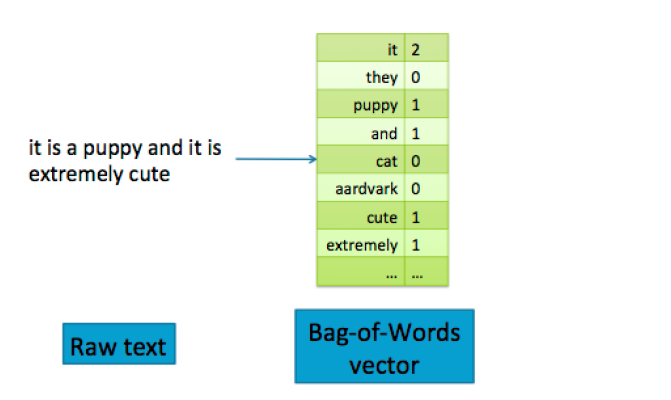 it 2
they 0
puppy 1
and 1
it is a puppy and it is
extremely cute
cat 0
aardvark 0
cute 1
extremely 1
... ...
Raw text
Bag-of-Words
vector